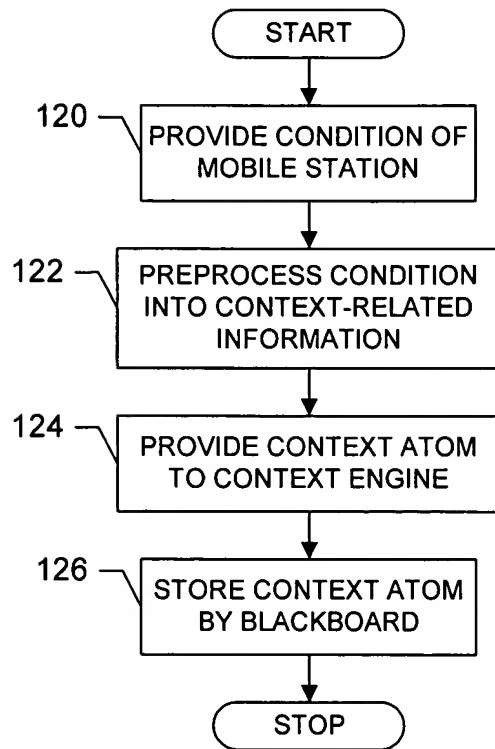 START
120
PROVIDE CONDITION OF
MOBILE STATION
122
PREPROCESS CONDITION
INTO CONTEXT-RELATED
INFORMATION
124
PROVIDE CONTEXT ATOM
TO CONTEXT ENGINE
126
STORE CONTEXT ATOM
BY BLACKBOARD
STOP